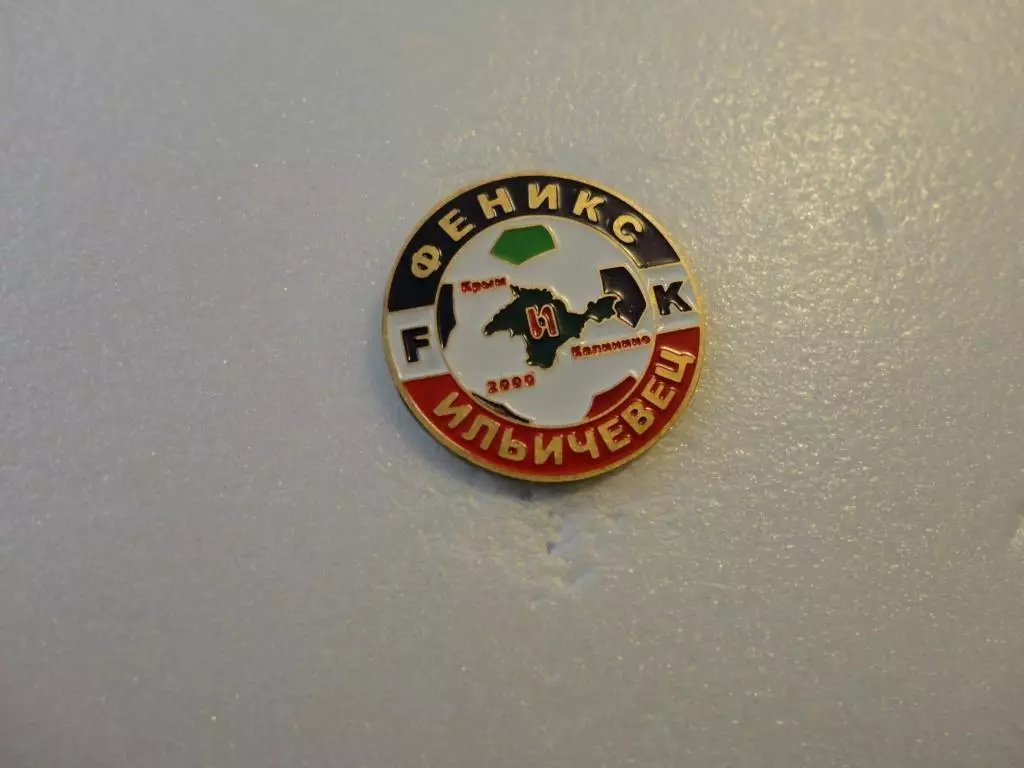 ФЕНИКС
Крым
И
F K
Калинино
2000
ИЛЬИЧЕВЕЦ